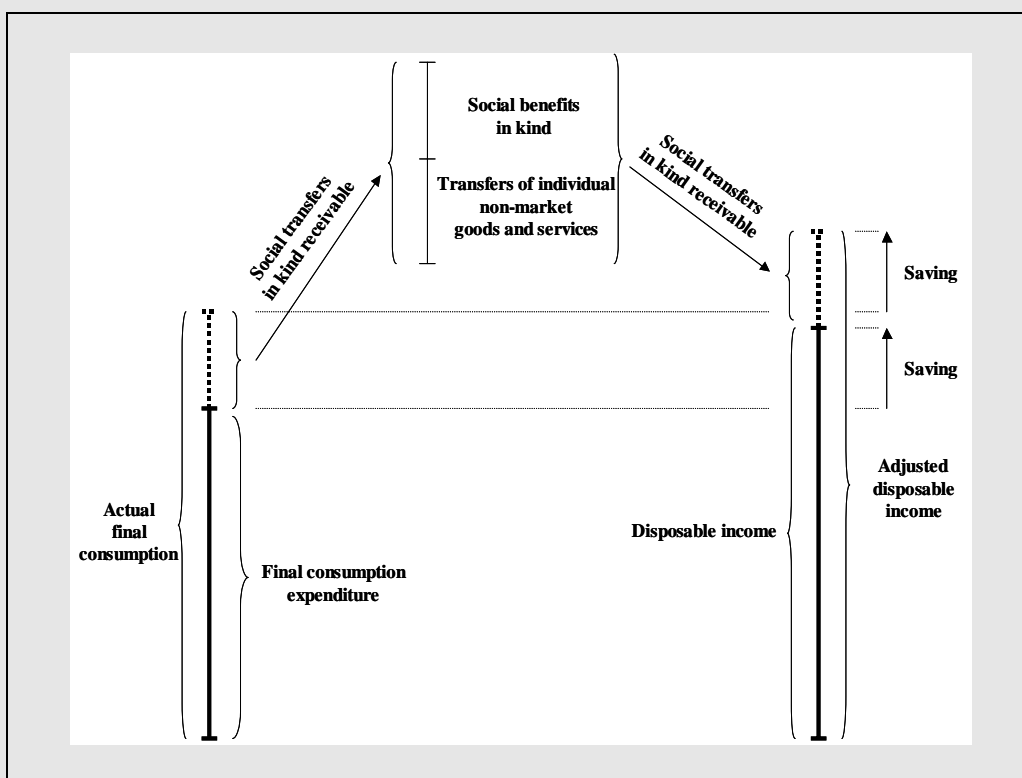 Social benefits
in kind
Transfers of individual
non-market
goods and services
Social transfers
in kind receivable
Social transfers
in kind receivable
Saving
Saving
Adjusted
disposable
income
Actual
final
consumption
Disposable income
Final consumption
expenditure